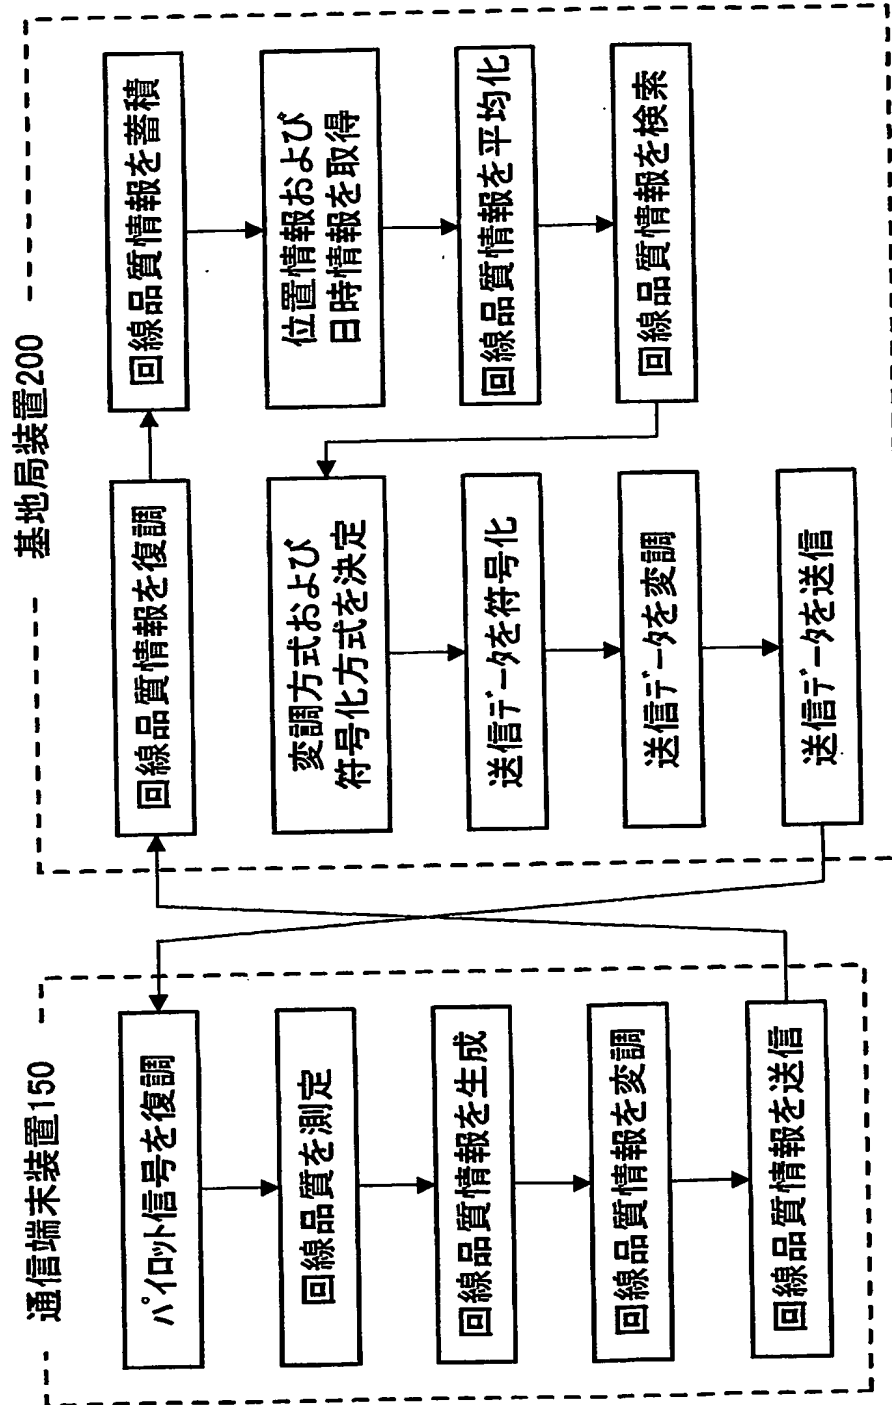 通信端末装置150
パイロット信号を復調
回線品質を測定
回線品質情報を生成
回線品質情報を変調
回線品質情報を送信
基地局装置200
回線品質情報を復調
回線品質情報を蓄積
位置情報および
日時情報を取得
回線品質情報を平均化
回線品質情報を検索
変調方式および
符号化方式を決定
送信データを符号化
送信データを変調
送信データを送信